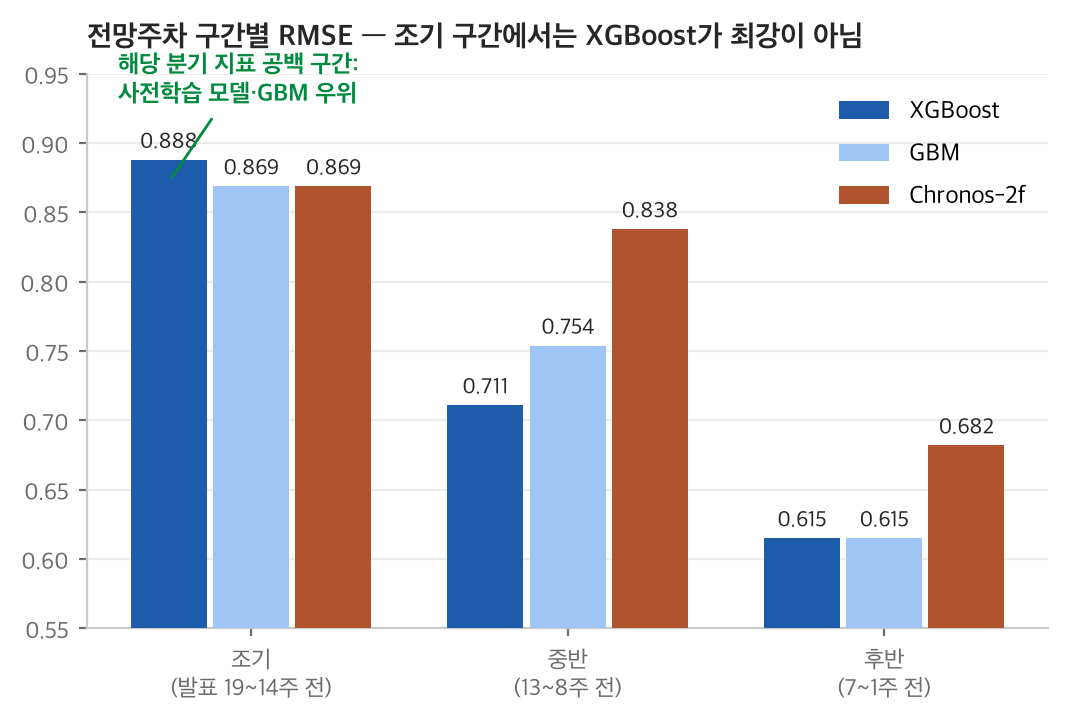 전망주차 구간별 RMSE — 조기 구간에서는 XGBoost가 최강이 아님
해당 분기 지표 공백 구간:
사전학습 모델·GBM 우위
XGBoost
GBM
Chronos-2f
0.95
0.90
0.85
0.80
0.75
0.70
0.65
0.60
0.55
0.888
0.869
0.869
0.711
0.754
0.838
0.615
0.615
0.682
조기
(발표 19~14주 전)
중반
(13~8주 전)
후반
(7~1주 전)